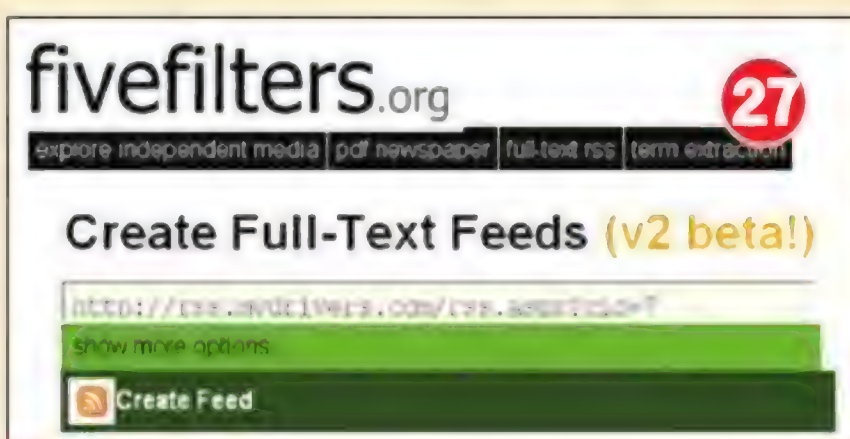 fivefilters.org
27
explore independent media pdf newspaper full-text rss term extraction
Create Full-Text Feeds (v2 beta!)
show more options
Create Feed